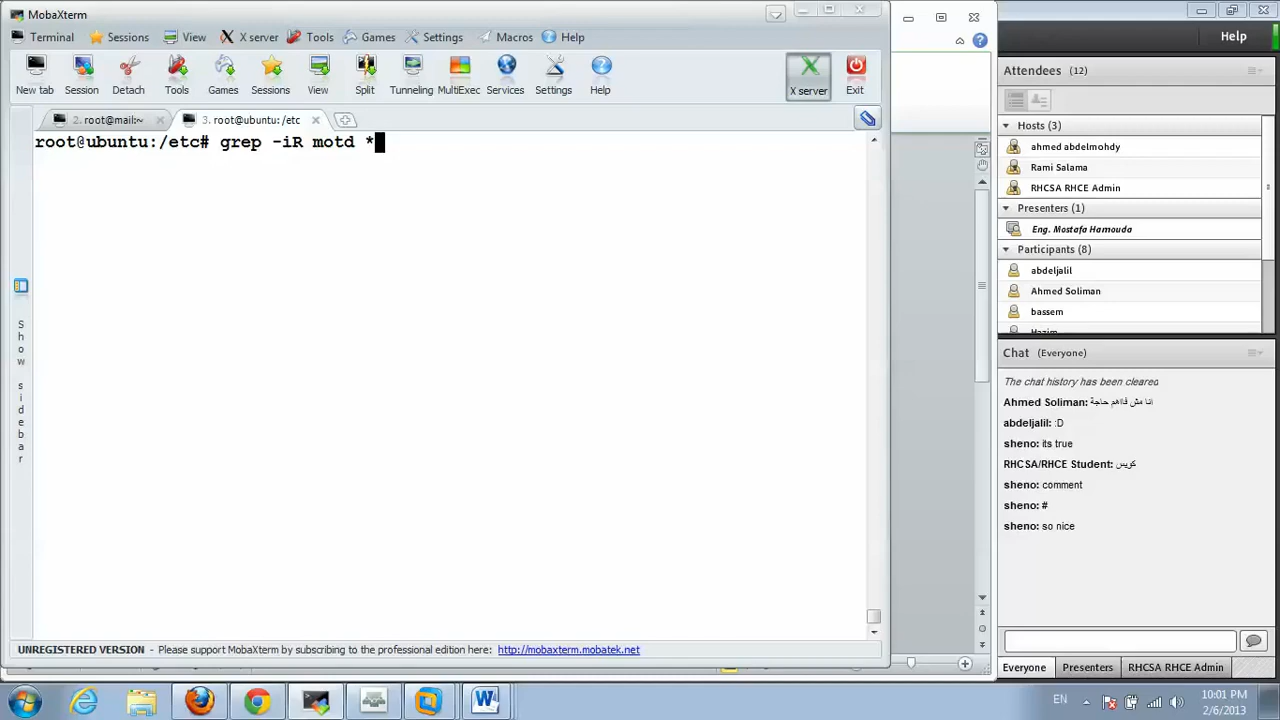 MobaXterm
Terminal Sessions View X server Tools Games Settings Macros Help
New tab Session Detach Tools Games Sessions View Split Tunneling MultiExec Services Settings Help X server Exit
2. root@mail:~ 3. root@ubuntu: /etc
root@ubuntu:/etc# grep -iR motd *
Show sidebar
UNREGISTERED VERSION - Please support MobaXterm by subscribing to the professional edition here: http://mobaxterm.mobatek.net
Help
Attendees (12)
Hosts (3)
ahmed abdelmohdy
Rami Salama
RHCSA RHCE Admin
Presenters (1)
Eng. Mostafa Hamouda
Participants (8)
abdeljalil
Ahmed Soliman
bassem
Hazim
Chat (Everyone)
The chat history has been cleared
Ahmed Soliman: انا مش فااهم حاجة
abdeljalil: :D
sheno: its true
RHCSA/RHCE Student: كويس
sheno: comment
sheno: #
sheno: so nice
Everyone Presenters RHCSA RHCE Admin
EN
10:01 PM
2/6/2013